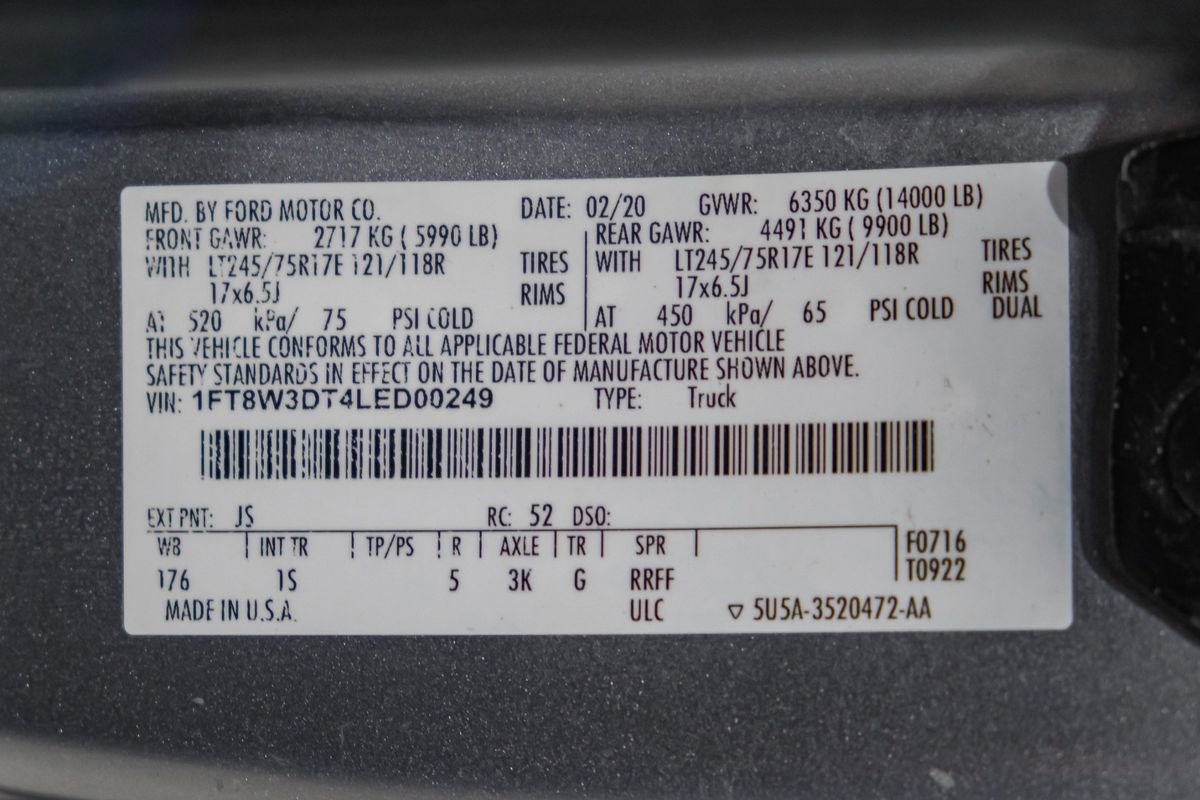 MFD. BY FORD MOTOR CO. DATE: 02/20 GVWR: 6350 KG (14000 LB)
FRONT GAWR: 2717 KG ( 5990 LB) REAR GAWR: 4491 KG ( 9900 LB)
WITH LT245/75R17E 121/118R TIRES WITH LT245/75R17E 121/118R TIRES
17x6.5J RIMS 17x6.5J RIMS
AT 520 kPa/ 75 PSI COLD AT 450 kPa/ 65 PSI COLD DUAL
THIS VEHICLE CONFORMS TO ALL APPLICABLE FEDERAL MOTOR VEHICLE
SAFETY STANDARDS IN EFFECT ON THE DATE OF MANUFACTURE SHOWN ABOVE.
VIN: 1FT8W3DT4LED00249 TYPE: Truck
EXT PNT: JS RC: 52 DSO:
WB INT TR TP/PS R AXLE TR SPR F0716
176 1S 5 3K G RRFF T0922
MADE IN U.S.A. ULC ▽ 5U5A-3520472-AA